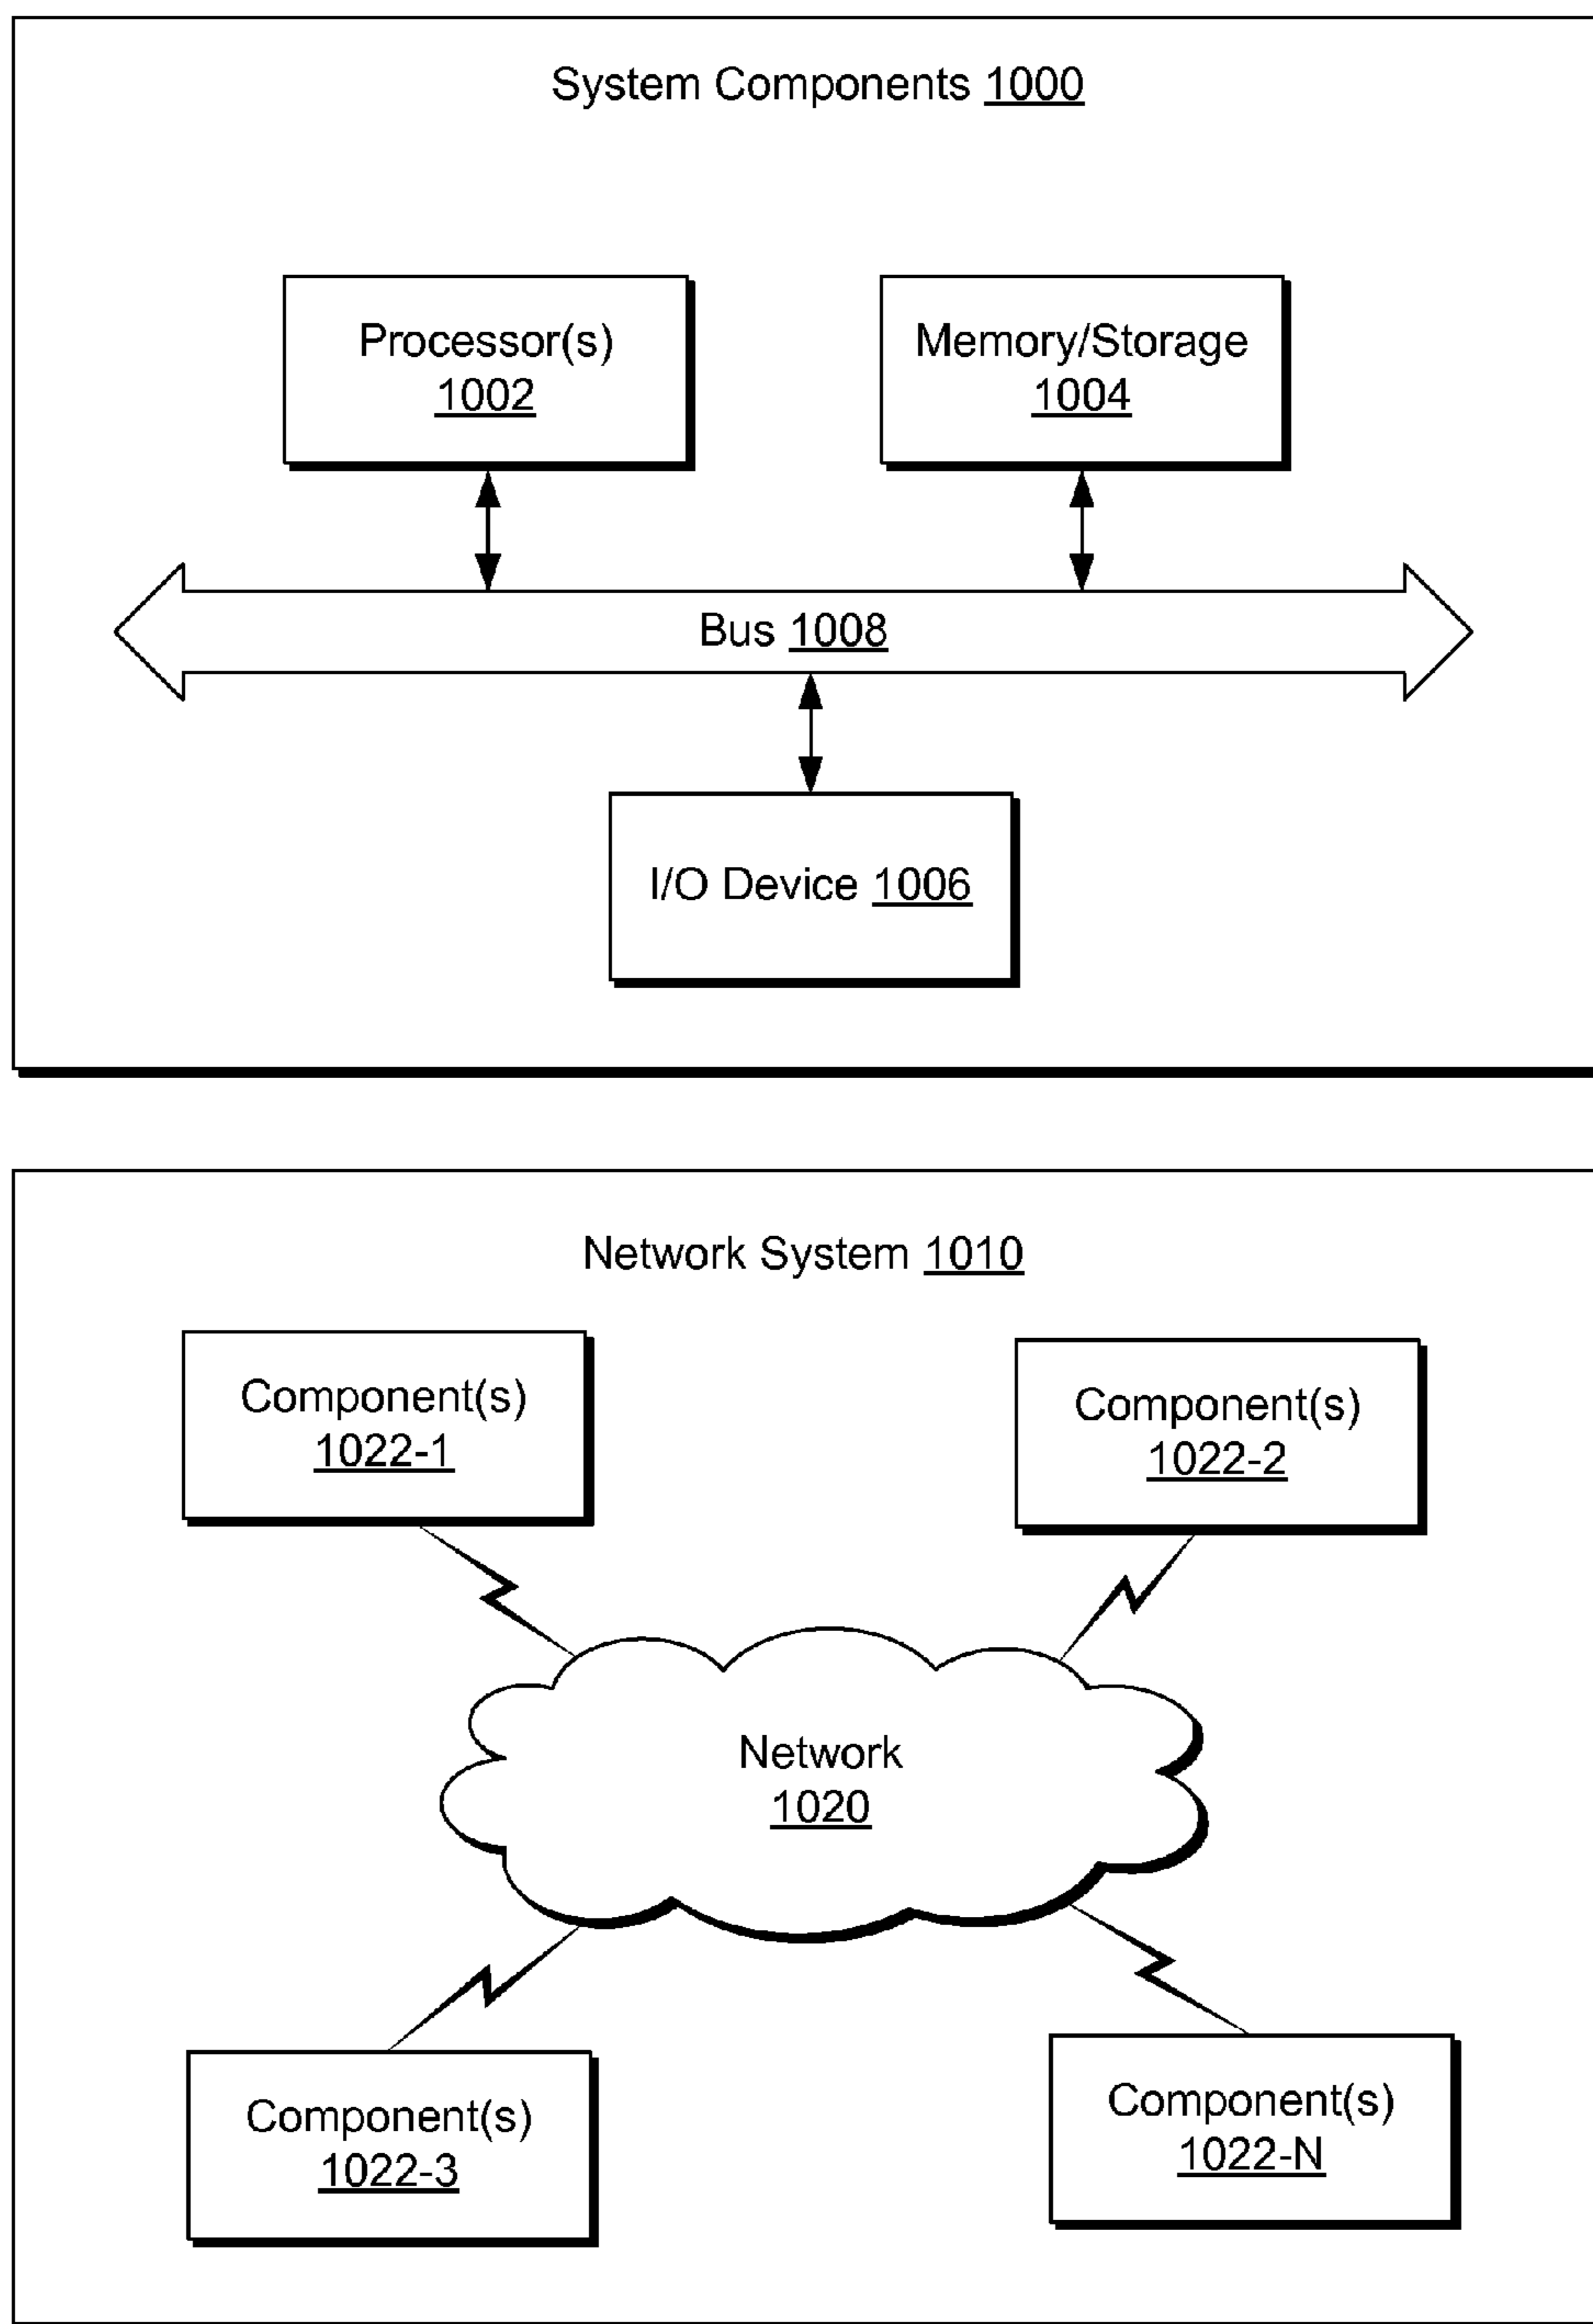 System Components 1000
Processor(s)
1002
Memory/Storage
1004
Bus 1008
I/O Device 1006
Network System 1010
Component(s)
1022-1
Component(s)
1022-2
Network
1020
Component(s)
1022-3
Component(s)
1022-N